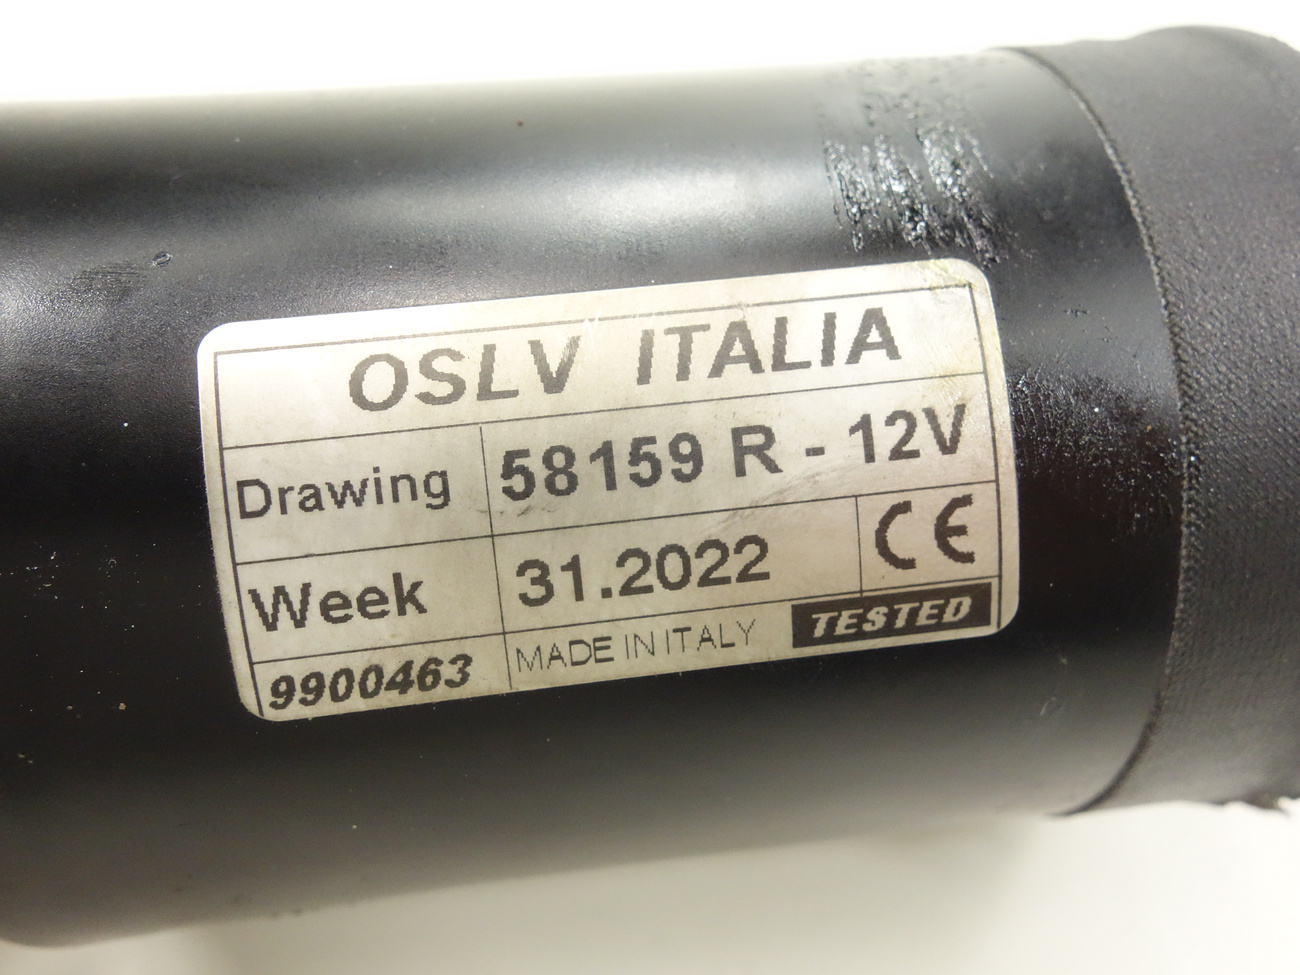 OSLV ITALIA
Drawing 58159 R - 12V
Week 31.2022 CE
9900463 MADE IN ITALY TESTED